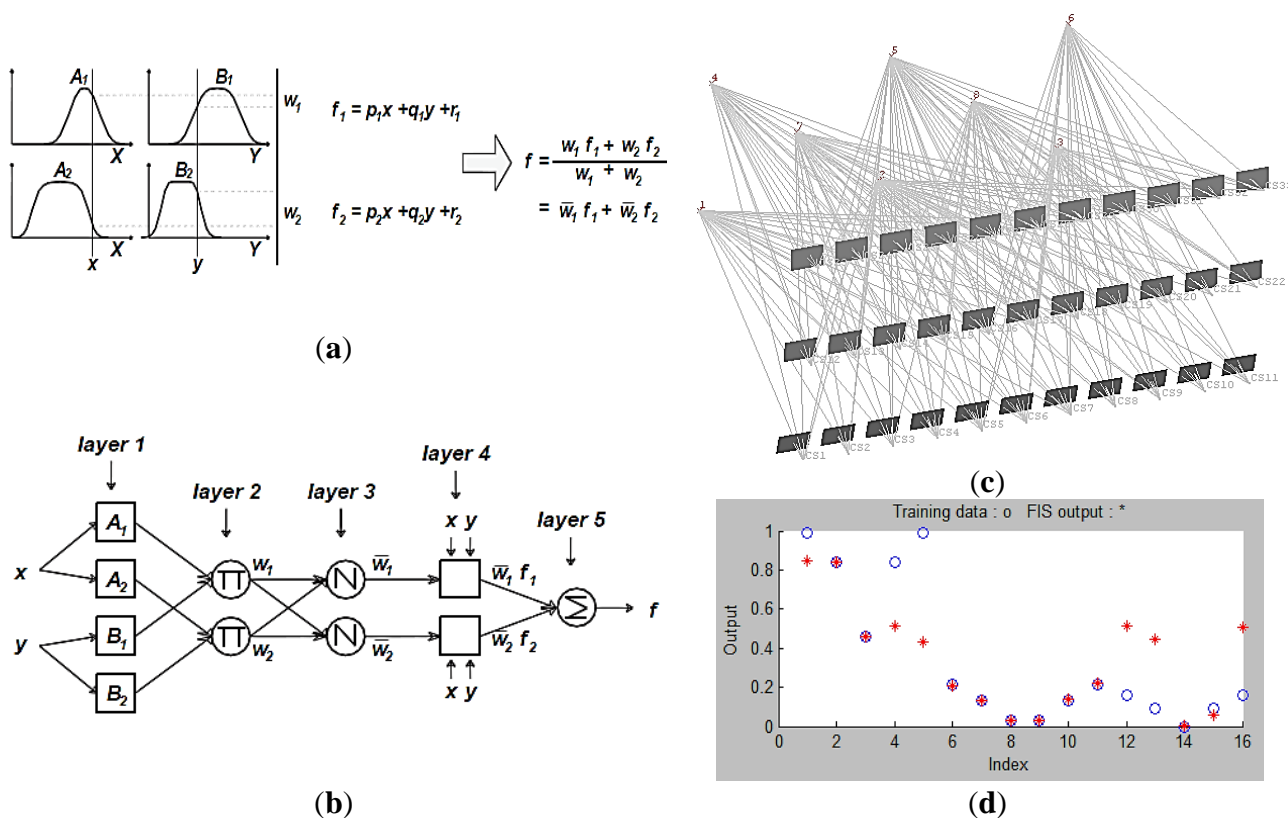 A1
B1
w1
f1 = p1x +q1y +r1
X
Y
A2
B2
w2
f2 = p2x +q2y +r2
X
Y
x
y
f = w1 f1 + w2 f2
w1 + w2
= w̅1 f1 + w̅2 f2
(a)
layer 1
layer 2
layer 3
layer 4
layer 5
x y
A1
A2
B1
B2
x
y
Π
Π
w1
w2
N
N
w̅1
w̅2
w̅1 f1
w̅2 f2
x y
Σ
f
(b)
6
5
4
8
7
3
2
1
CS22
CS21
CS20
CS12
CS11
CS10
CS9
CS8
CS7
CS6
CS5
CS4
CS3
CS2
CS1
(c)
Training data : o FIS output : *
Output
1
0.8
0.6
0.4
0.2
0
0 2 4 6 8 10 12 14 16
Index
(d)